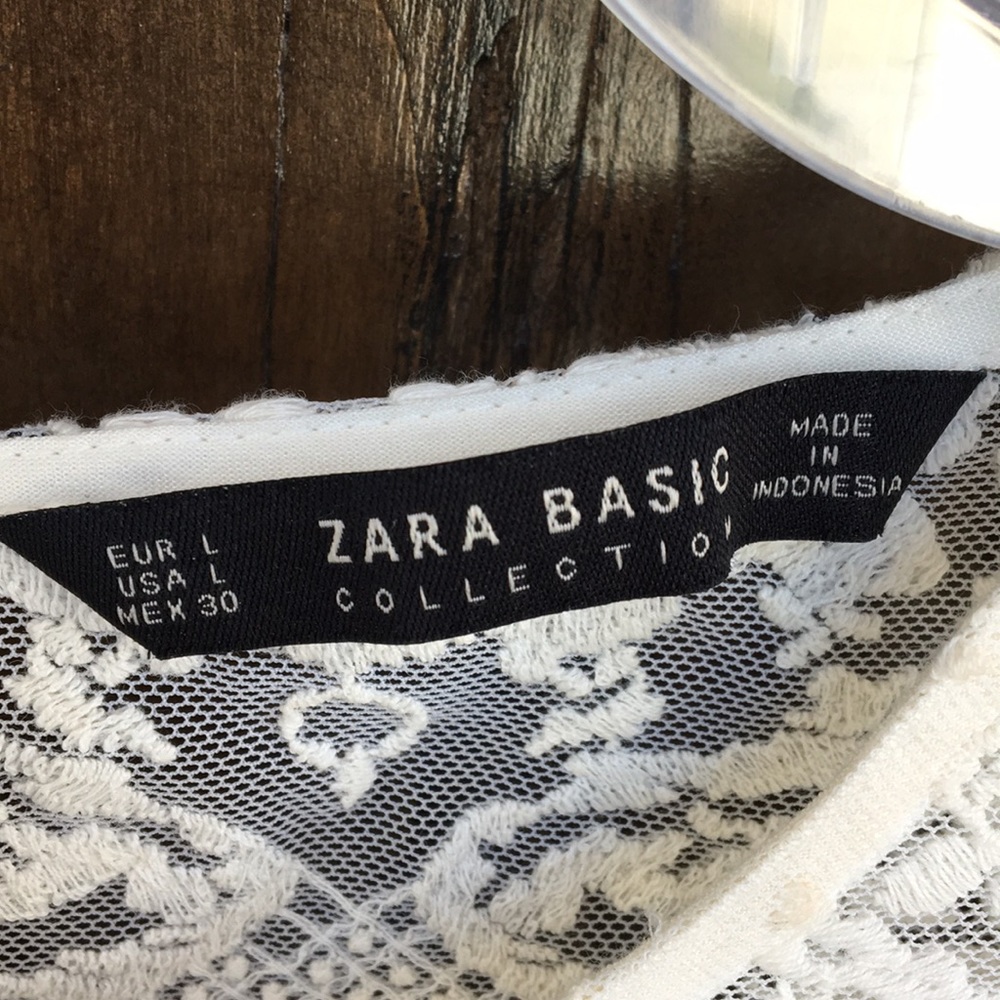 EUR L
USA L
MEX 30
ZARA BASIC
COLLECTION
MADE
IN
INDONESIA